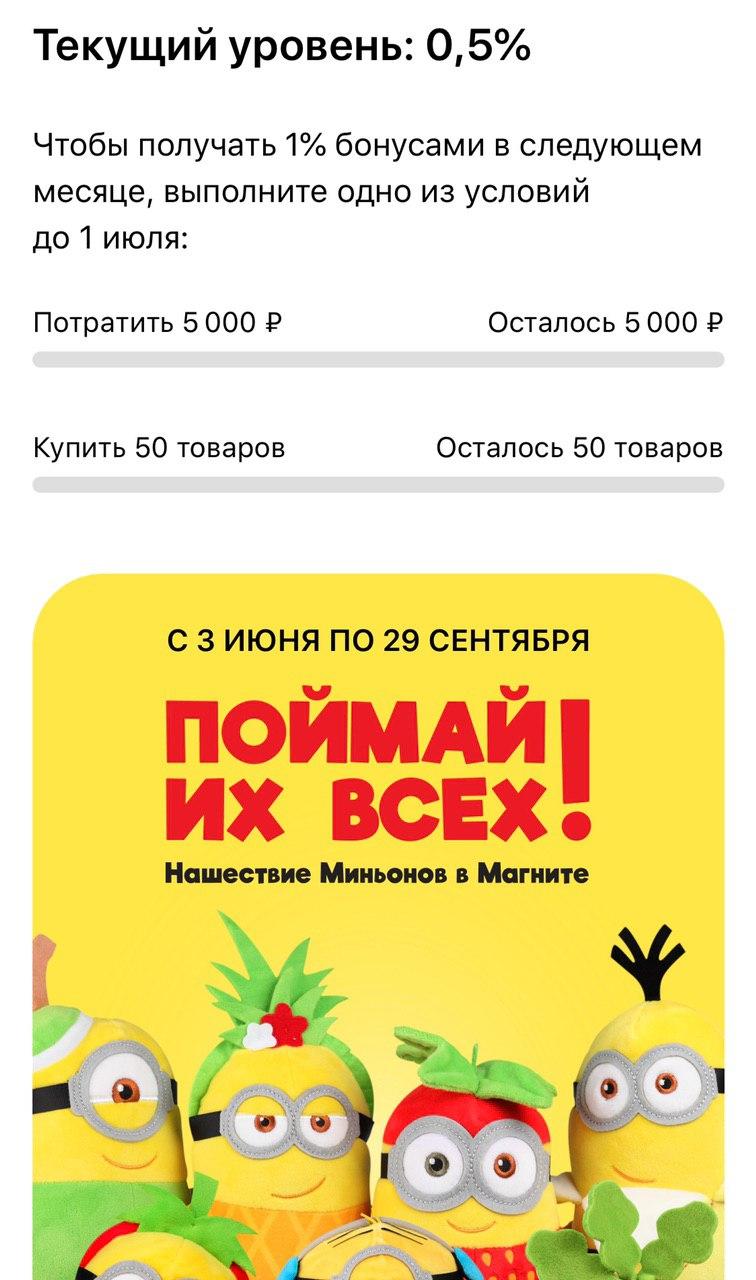 Текущий уровень: 0,5%
Чтобы получать 1% бонусами в следующем
месяце, выполните одно из условий
до 1 июля:
Потратить 5 000 ₽ Осталось 5 000 ₽
Купить 50 товаров Осталось 50 товаров
С 3 ИЮНЯ ПО 29 СЕНТЯБРЯ
ПОЙМАЙ
ИХ ВСЕХ!
Нашествие Миньонов в Магните